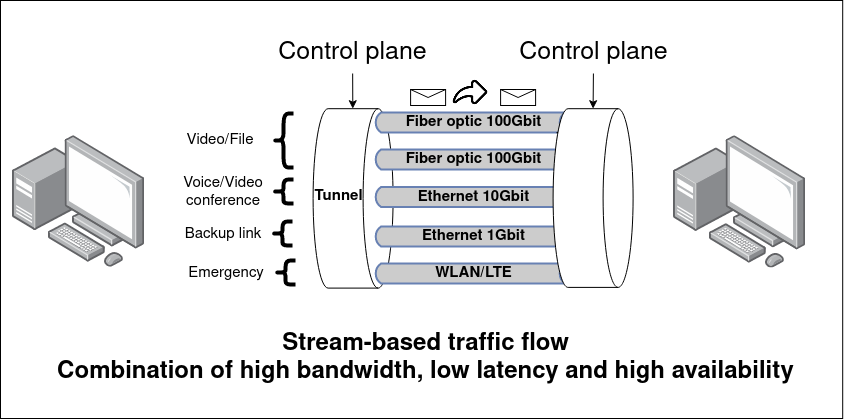 Control plane
Control plane
Fiber optic 100Gbit
Video/File
Fiber optic 100Gbit
Voice/Video
conference
Tunnel
Ethernet 10Gbit
Backup link
Ethernet 1Gbit
Emergency
WLAN/LTE
Stream-based traffic flow
Combination of high bandwidth, low latency and high availability